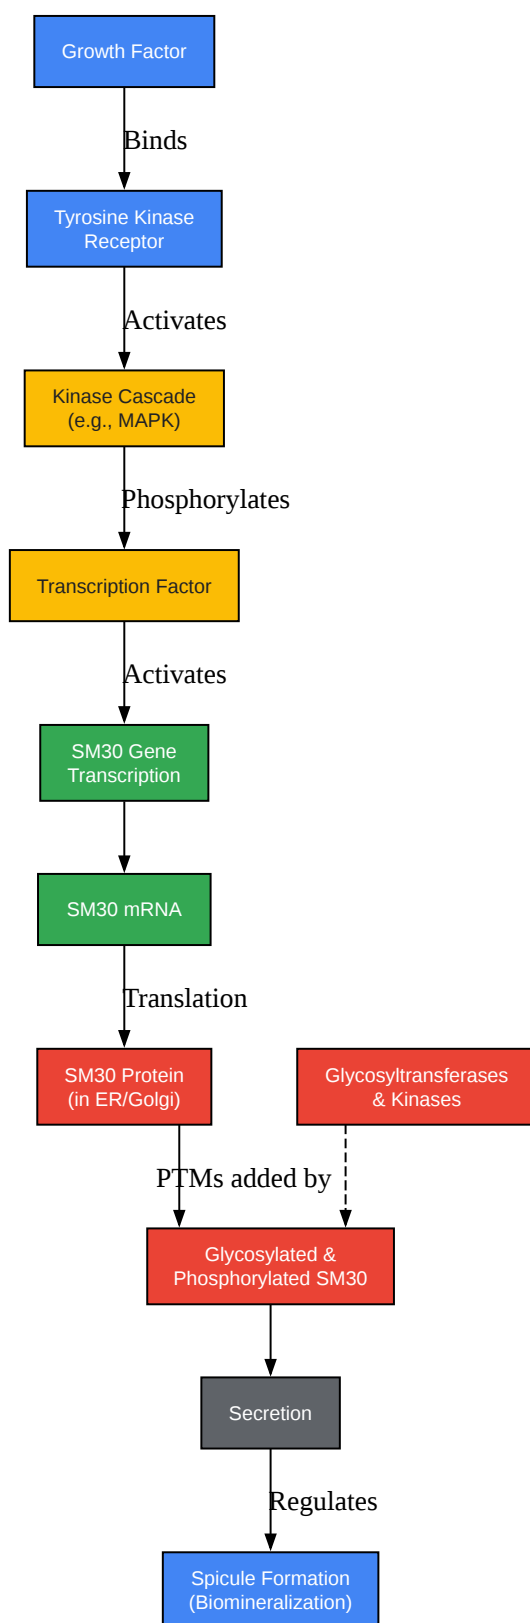 Growth Factor
Binds
Tyrosine Kinase
Receptor
Activates
Kinase Cascade
(e.g., MAPK)
Phosphorylates
Transcription Factor
Activates
SM30 Gene
Transcription
SM30 mRNA
Translation
SM30 Protein
(in ER/Golgi)
Glycosyltransferases
& Kinases
PTMs added by
Glycosylated &
Phosphorylated SM30
Secretion
Regulates
Spicule Formation
(Biomineralization)